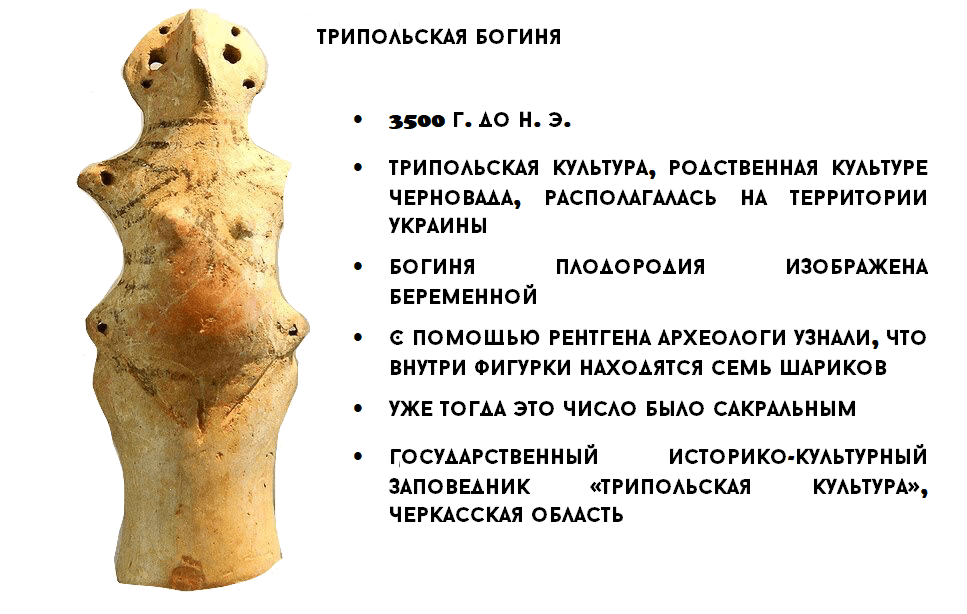 ТРИПОЛЬСКАЯ БОГИНЯ
• 3500 Г. ДО Н. Э.
• ТРИПОЛЬСКАЯ КУЛЬТУРА, РОДСТВЕННАЯ КУЛЬТУРЕ
ЧЕРНОВАДА, РАСПОЛАГАЛАСЬ НА ТЕРРИТОРИИ
УКРАИНЫ
• БОГИНЯ ПЛОДОРОДИЯ ИЗОБРАЖЕНА
БЕРЕМЕННОЙ
• С ПОМОЩЬЮ РЕНТГЕНА АРХЕОЛОГИ УЗНАЛИ, ЧТО
ВНУТРИ ФИГУРКИ НАХОДЯТСЯ СЕМЬ ШАРИКОВ
• УЖЕ ТОГДА ЭТО ЧИСЛО БЫЛО САКРАЛЬНЫМ
• ГОСУДАРСТВЕННЫЙ ИСТОРИКО-КУЛЬТУРНЫЙ
ЗАПОВЕДНИК «ТРИПОЛЬСКАЯ КУЛЬТУРА»,
ЧЕРКАССКАЯ ОБЛАСТЬ